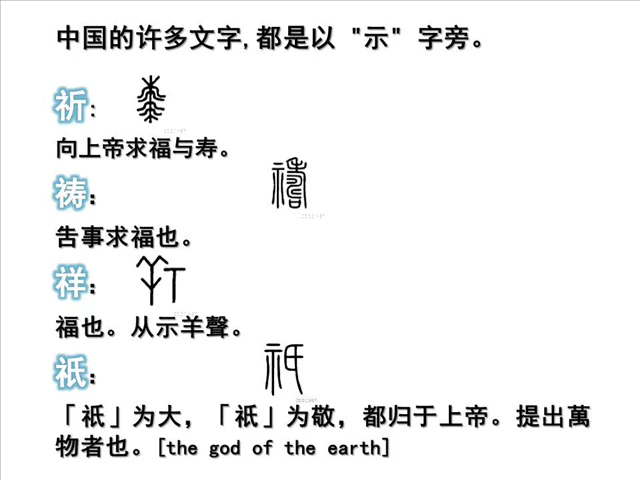 中国的许多文字,都是以 "示" 字旁。
祈:
向上帝求福与寿。
祷:
告事求福也。
祥:
福也。从示羊聲。
祇:
「祇」为大，「祇」为敬，都归于上帝。提出萬
物者也。[the god of the earth]